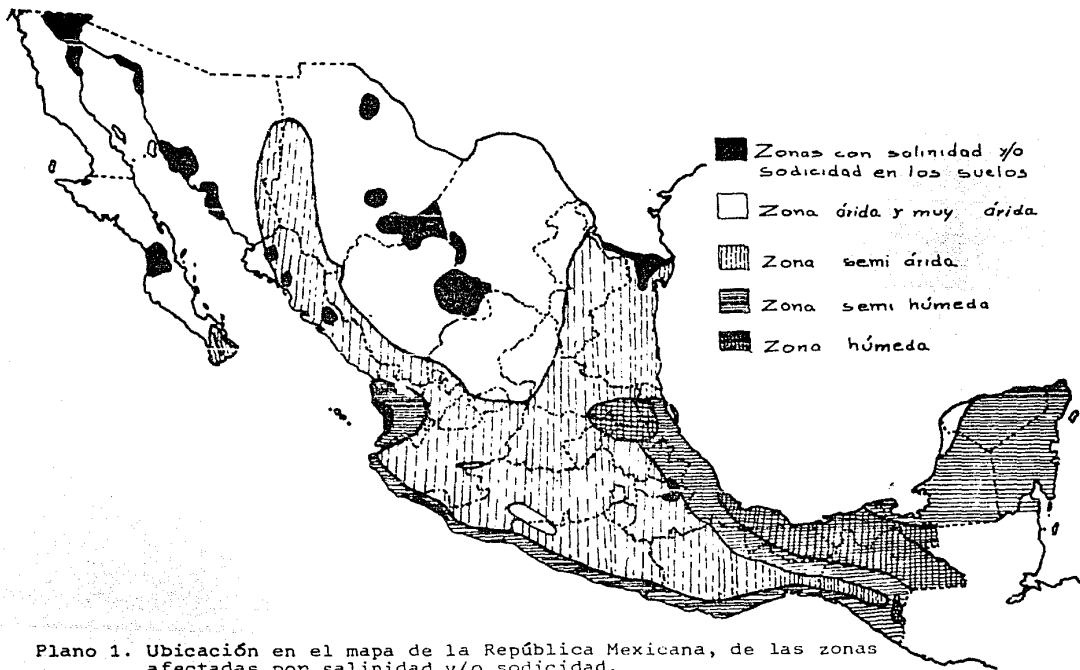 Zonas con salinidad y/o
sodicidad en los suelos
Zona árida y muy árida
Zona semi árida
Zona semi húmeda
Zona húmeda
Plano 1. Ubicación en el mapa de la República Mexicana, de las zonas
afectadas por salinidad y/o sodicidad.